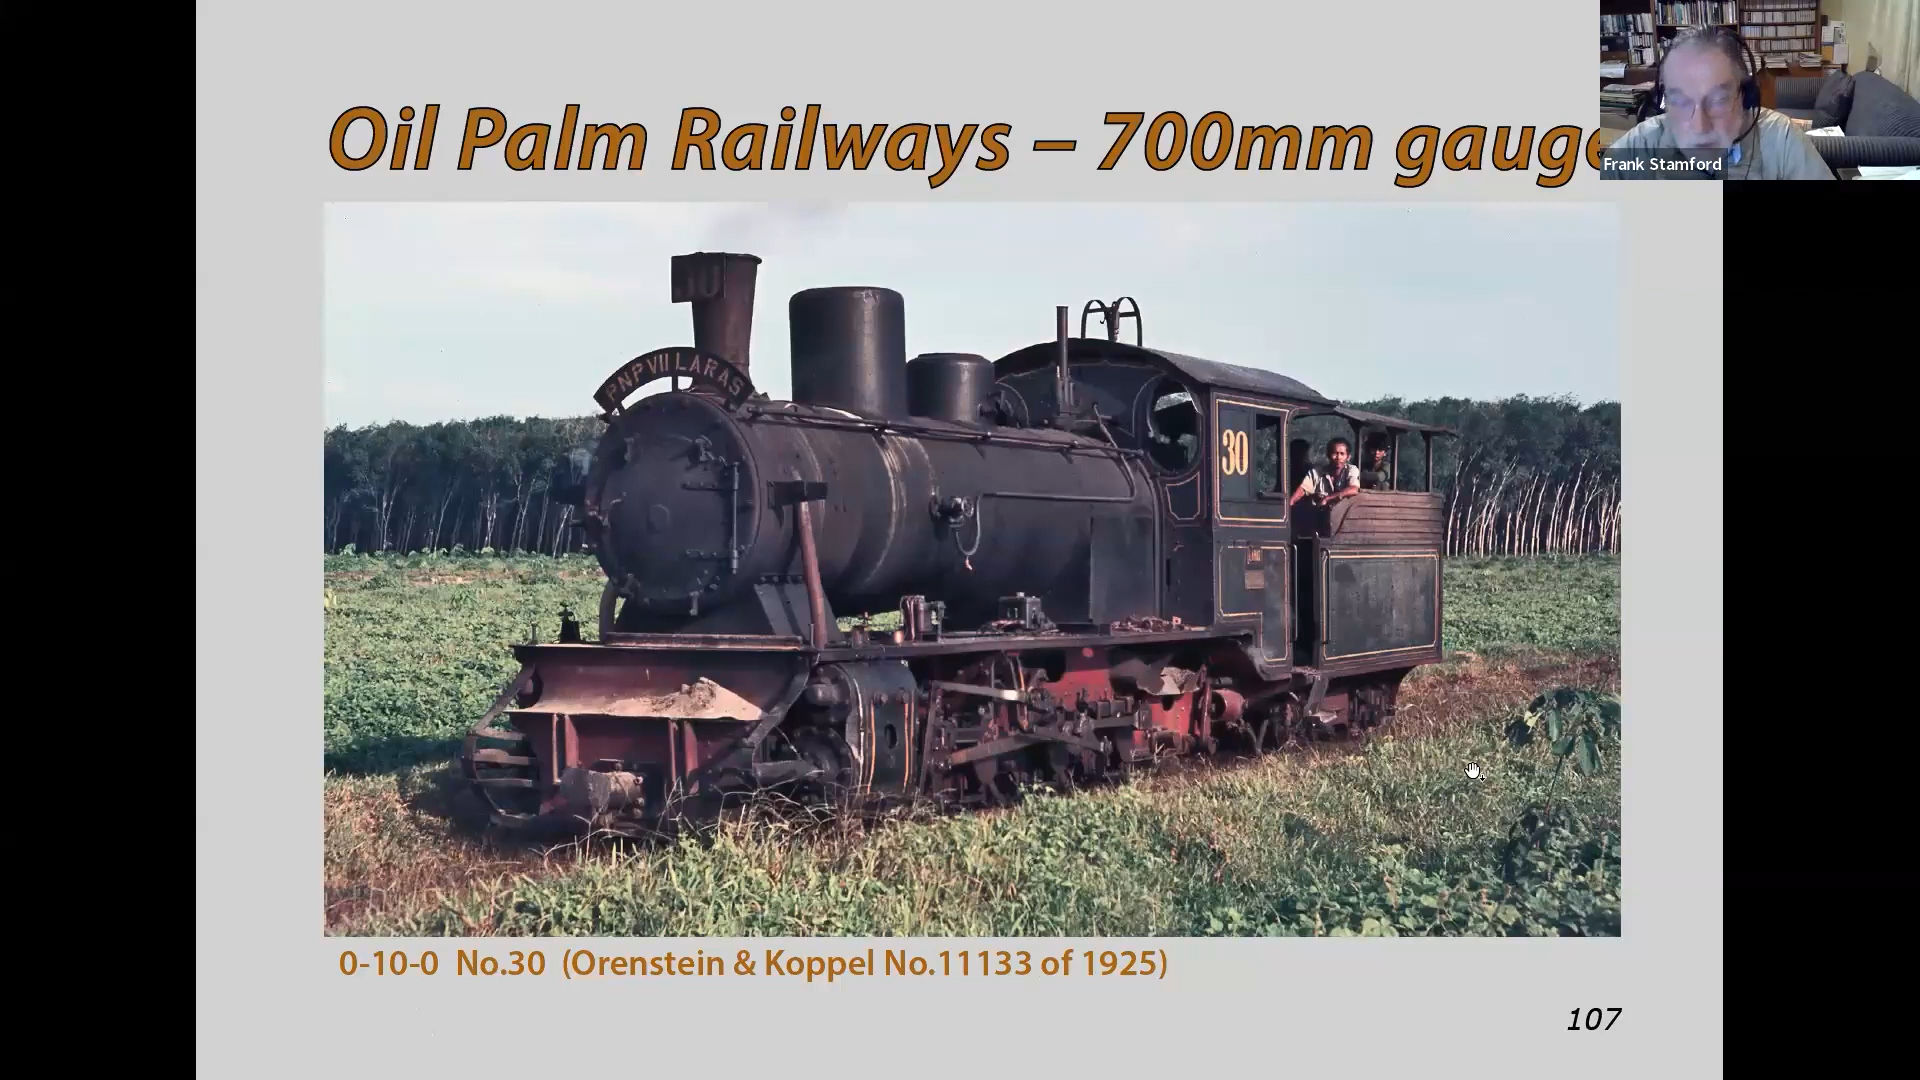 Oil Palm Railways – 700mm gauge
Frank Stamford
30
PNP VII LARAS
30
0-10-0 No.30 (Orenstein & Koppel No.11133 of 1925)
107